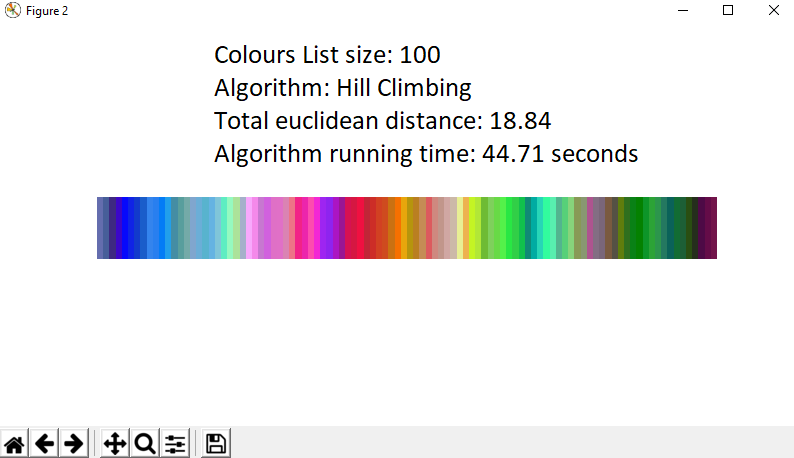 Figure 2
Colours List size: 100
Algorithm: Hill Climbing
Total euclidean distance: 18.84
Algorithm running time: 44.71 seconds